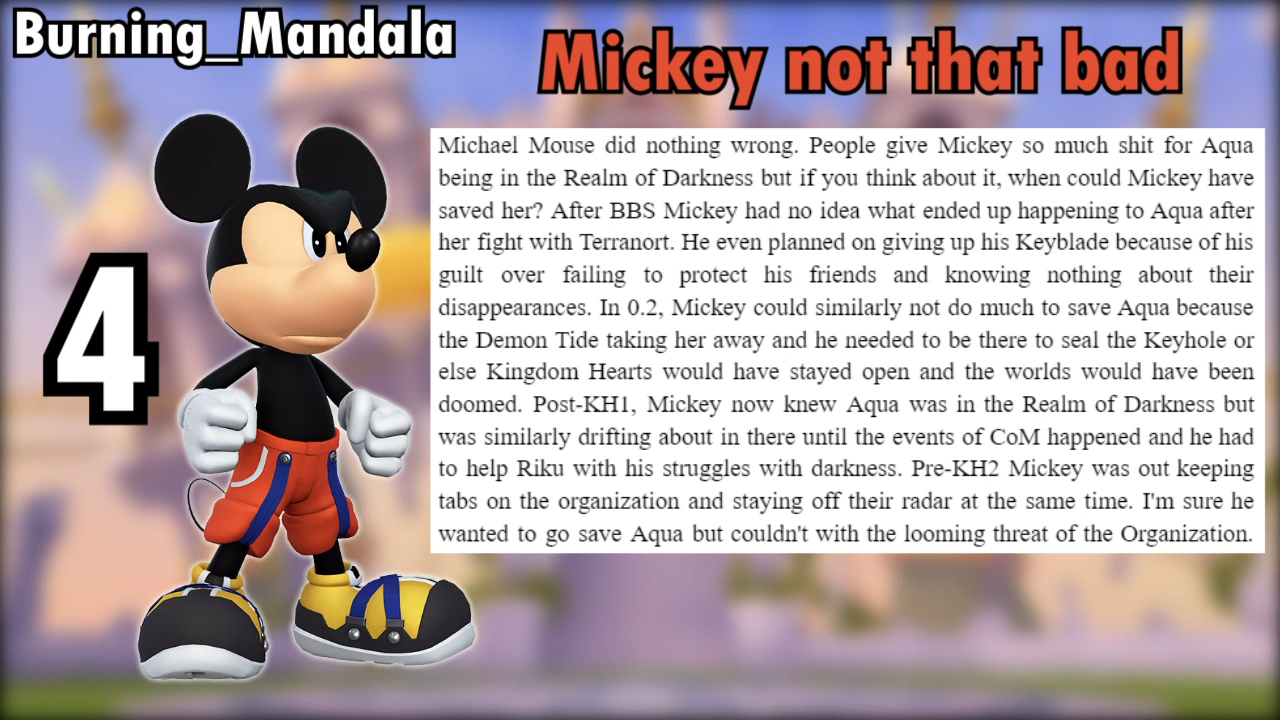 Burning_Mandala
Mickey not that bad
4
Michael Mouse did nothing wrong. People give Mickey so much shit for Aqua
being in the Realm of Darkness but if you think about it, when could Mickey have
saved her? After BBS Mickey had no idea what ended up happening to Aqua after
her fight with Terranort. He even planned on giving up his Keyblade because of his
guilt over failing to protect his friends and knowing nothing about their
disappearances. In 0.2, Mickey could similarly not do much to save Aqua because
the Demon Tide taking her away and he needed to be there to seal the Keyhole or
else Kingdom Hearts would have stayed open and the worlds would have been
doomed. Post-KH1, Mickey now knew Aqua was in the Realm of Darkness but
was similarly drifting about in there until the events of CoM happened and he had
to help Riku with his struggles with darkness. Pre-KH2 Mickey was out keeping
tabs on the organization and staying off their radar at the same time. I'm sure he
wanted to go save Aqua but couldn't with the looming threat of the Organization.